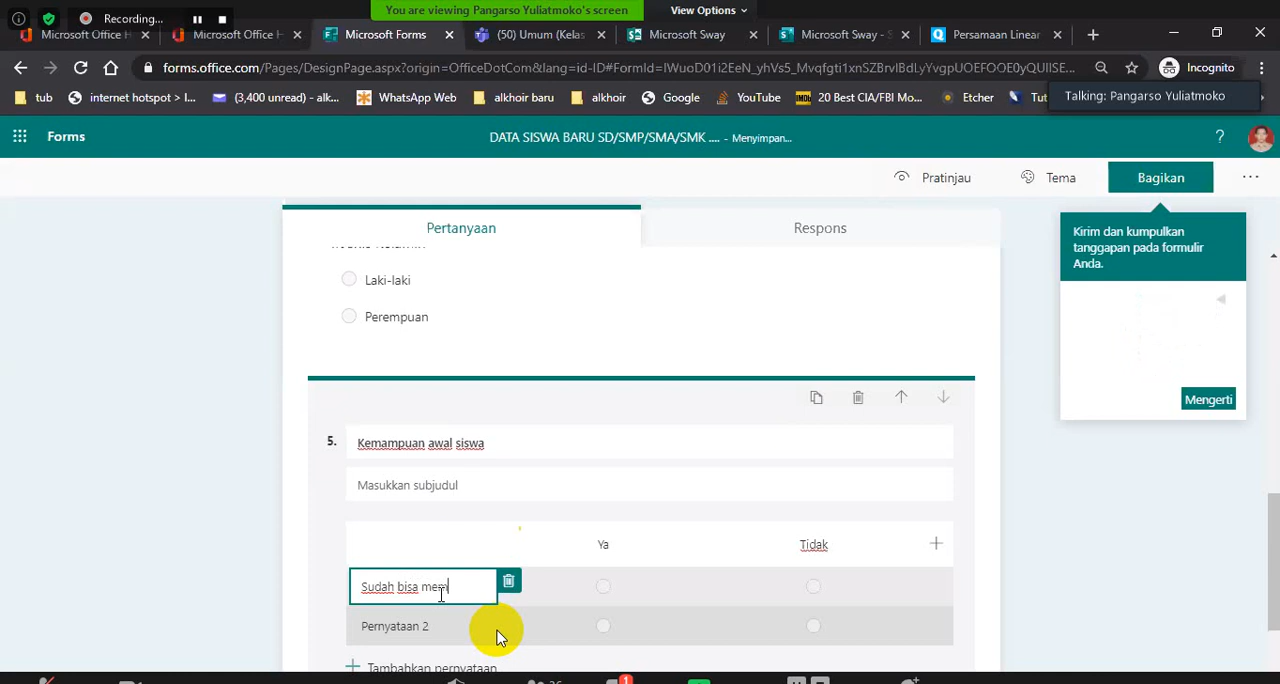 Recording...
You are viewing Pangarso Yuliatmoko's screen
View Options
Microsoft Office H
Microsoft Office H
Microsoft Forms
(50) Umum (Kelas
Microsoft Sway
Microsoft Sway -
Persamaan Linear
forms.office.com/Pages/DesignPage.aspx?origin=OfficeDotCom&lang=id-ID#FormId=
Incognito
tub
internet hotspot > I...
(3,400 unread) - alk...
WhatsApp Web
alkhoir baru
alkhoir
Google
YouTube
20 Best CIA/FBI Mo...
Etcher
Tut
Talking: Pangarso Yuliatmoko
Forms
DATA SISWA BARU SD/SMP/SMA/SMK .... - Menyimpan...
?
Pratinjau
Tema
Bagikan
Pertanyaan
Respons
Kirim dan kumpulkan
tanggapan pada formulir
Anda.
Laki-laki
Perempuan
Mengerti
5.
Kemampuan awal siswa
Masukkan subjudul
Ya
Tidak
Sudah bisa mem
Pernyataan 2
Tambahkan pernyataan
1